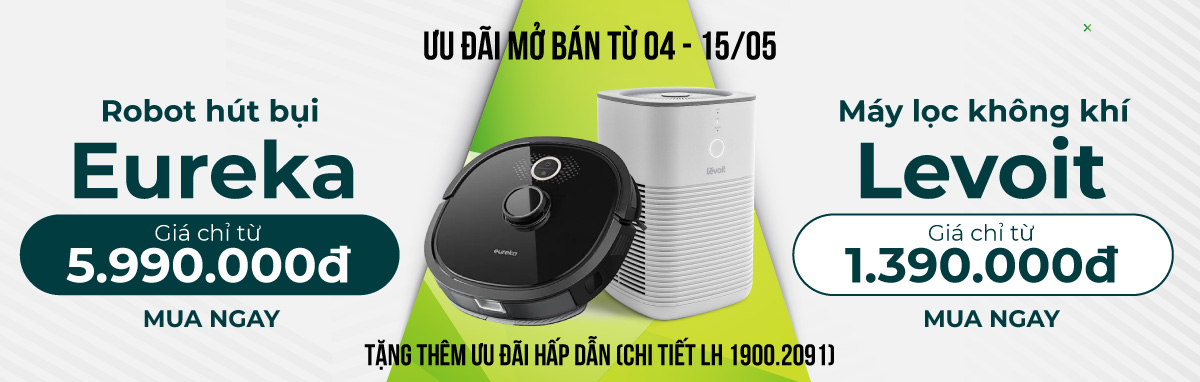 ƯU ĐÃI MỞ BÁN TỪ 04 - 15/05
Robot hút bụi
Eureka
Giá chỉ từ
5.990.000đ
MUA NGAY
eureka
levoit
Máy lọc không khí
Levoit
Giá chỉ từ
1.390.000đ
MUA NGAY
TẶNG THÊM ƯU ĐÃI HẤP DẪN (CHI TIẾT LH 1900.2091)